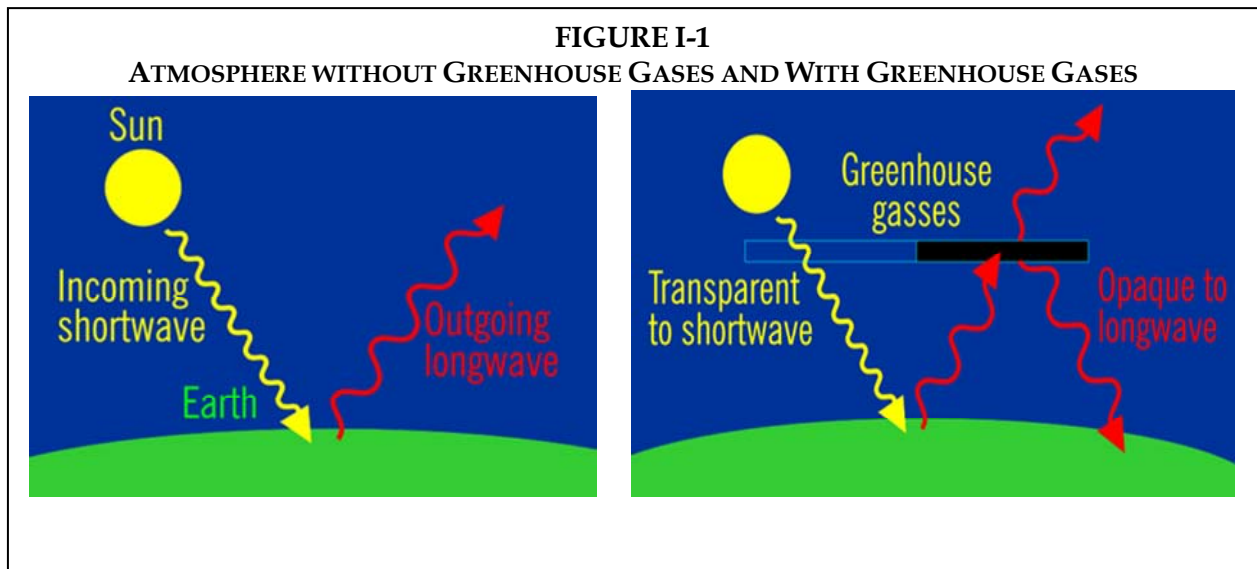 FIGURE I-1
ATMOSPHERE WITHOUT GREENHOUSE GASES AND WITH GREENHOUSE GASES
Sun
Incoming
shortwave
Earth
Outgoing
longwave
Greenhouse
gasses
Transparent
to shortwave
Opaque to
longwave